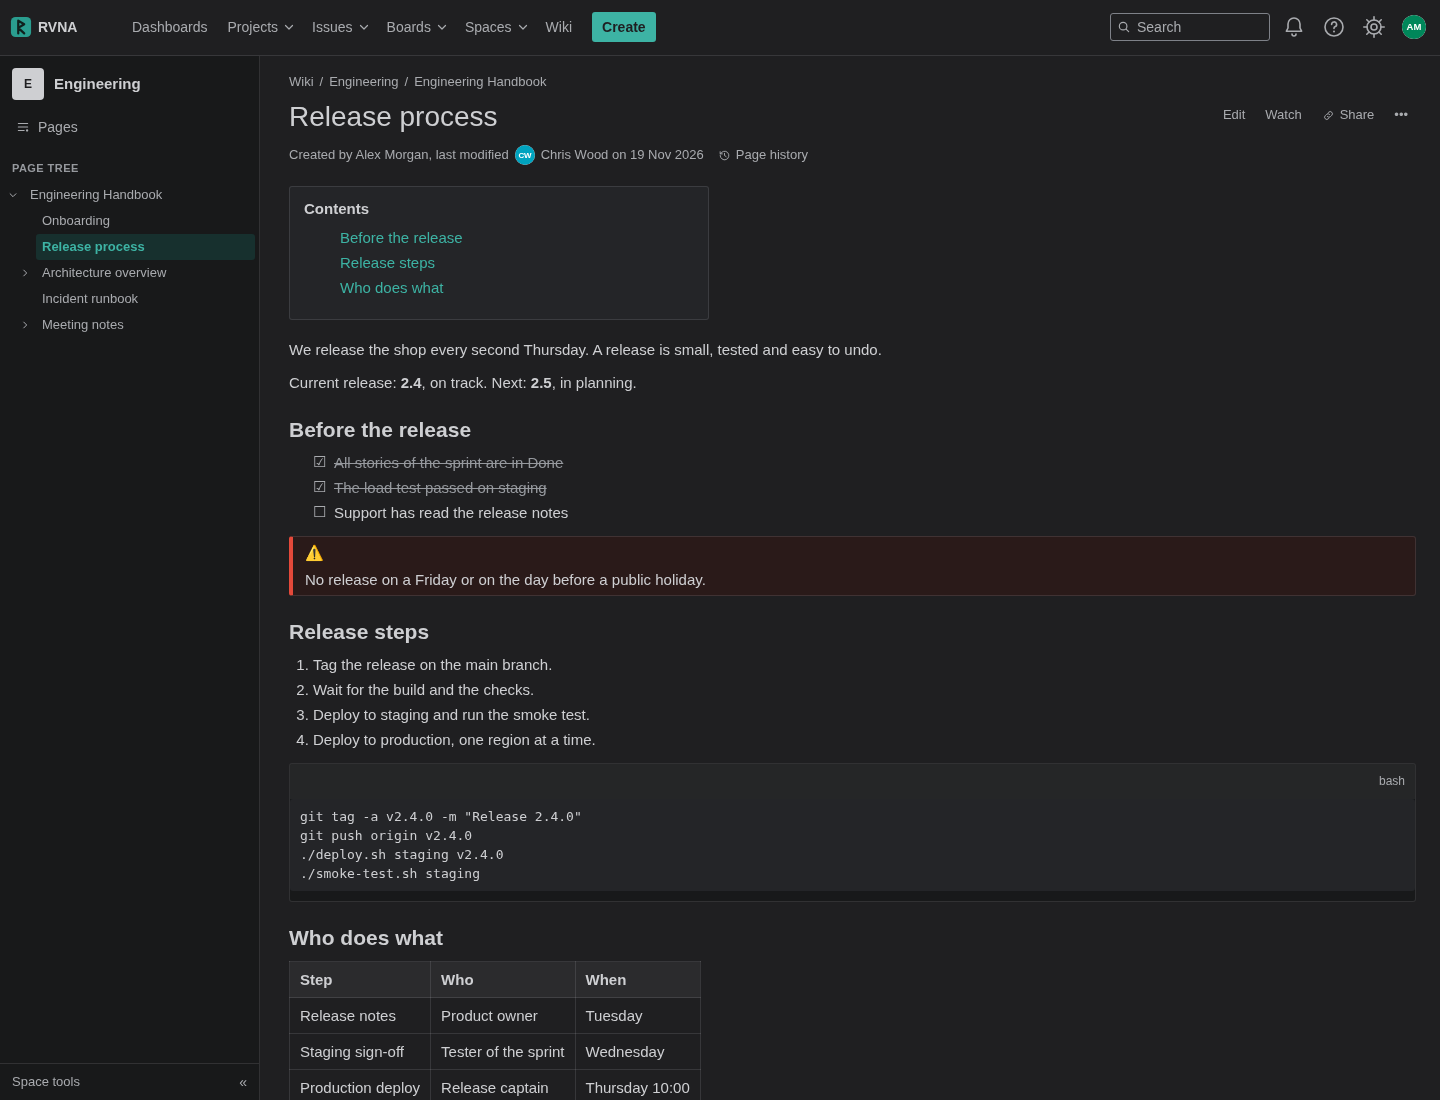 RVNA
Dashboards Projects Issues Boards Spaces Wiki Create
Search
AM
E Engineering
Pages
PAGE TREE
Engineering Handbook
Onboarding
Release process
Architecture overview
Incident runbook
Meeting notes
Space tools «
Wiki / Engineering / Engineering Handbook
Release process
Edit Watch Share •••
Created by Alex Morgan, last modified CW Chris Wood on 19 Nov 2026 Page history
Contents
Before the release
Release steps
Who does what
We release the shop every second Thursday. A release is small, tested and easy to undo.
Current release: 2.4, on track. Next: 2.5, in planning.
Before the release
☑ All stories of the sprint are in Done
☑ The load test passed on staging
☐ Support has read the release notes
⚠️
No release on a Friday or on the day before a public holiday.
Release steps
1. Tag the release on the main branch.
2. Wait for the build and the checks.
3. Deploy to staging and run the smoke test.
4. Deploy to production, one region at a time.
bash
git tag -a v2.4.0 -m "Release 2.4.0"
git push origin v2.4.0
./deploy.sh staging v2.4.0
./smoke-test.sh staging
Who does what
Step Who When
Release notes Product owner Tuesday
Staging sign-off Tester of the sprint Wednesday
Production deploy Release captain Thursday 10:00